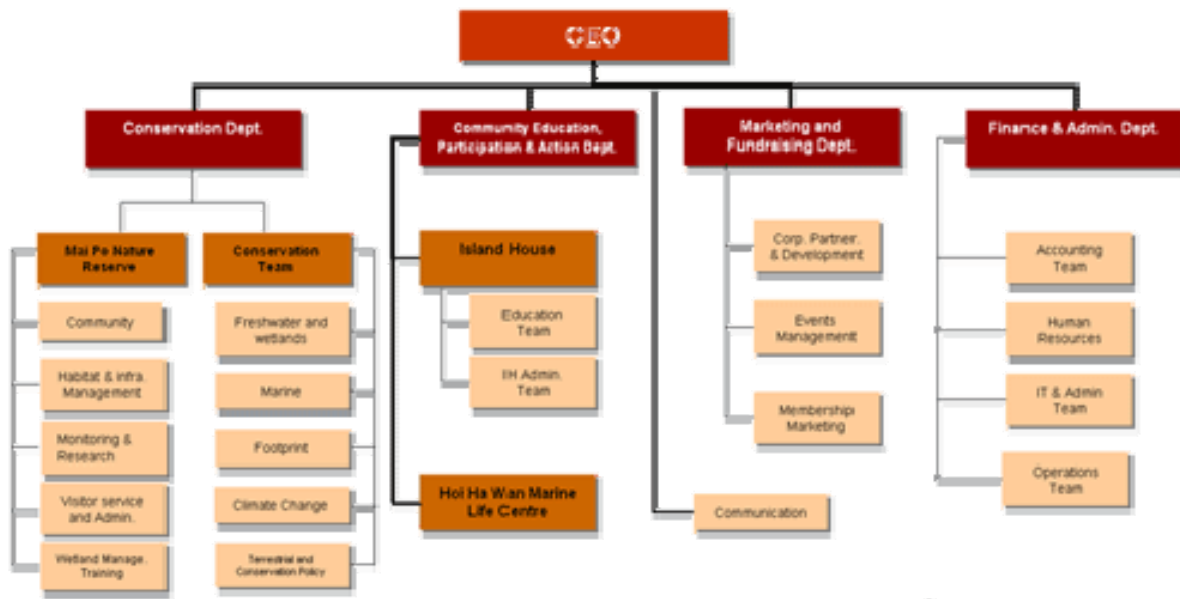 CEO
Conservation Dept.
Community Education,
Participation & Action Dept.
Marketing and
Fundraising Dept.
Finance & Admin. Dept.
Mai Po Nature
Reserve
Community
Habitat & infra.
Management
Monitoring &
Research
Visitor service
and Admin.
Wetland Manage.
Training
Conservation
Team
Freshwater and
wetlands
Marine
Footprint
Climate Change
Terrestrial and
Conservation Policy
Island House
Education
Team
IH Admin.
Team
Hoi Ha Wan Marine
Life Centre
Corp. Partner.
& Development
Events
Management
Membership
Marketing
Communication
Accounting
Team
Human
Resources
IT & Admin
Team
Operations
Team